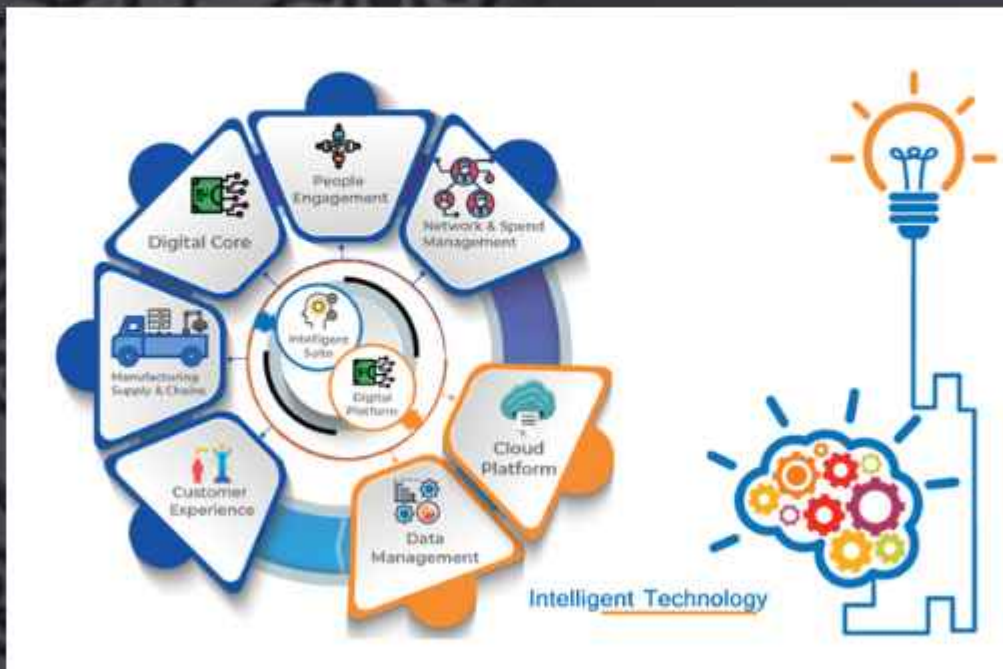 People
Engagement
Network & Spend
Management
Digital Core
Intelligent
Suite
Manufacturing
Supply & Chains
Digital
Platform
Cloud
Platform
Customer
Experience
Data
Management
Intelligent Technology